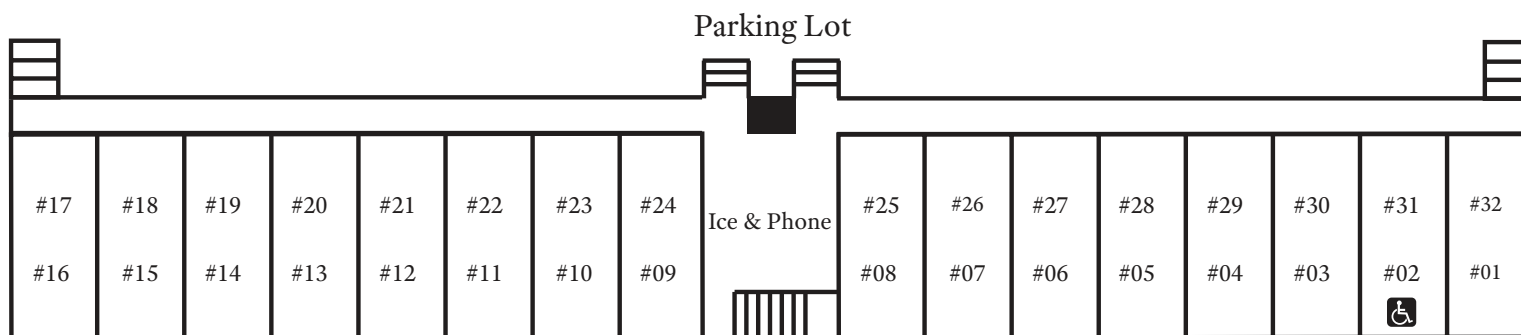 Parking Lot
#17 #18 #19 #20 #21 #22 #23 #24 #25 #26 #27 #28 #29 #30 #31 #32
Ice & Phone
#16 #15 #14 #13 #12 #11 #10 #09 #08 #07 #06 #05 #04 #03 #02 #01